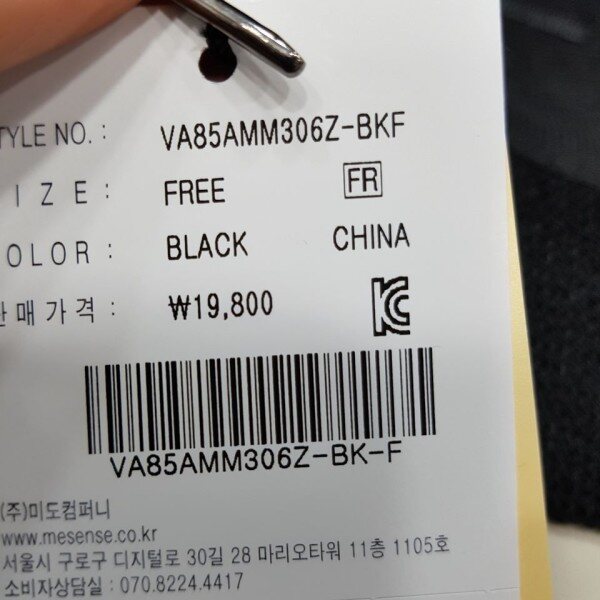 TYLE NO. : VA85AMM306Z-BKF
I Z E : FREE FR
OLOR : BLACK CHINA
판매가격 : ₩19,800
KC
VA85AMM306Z-BK-F
(주)미도컴퍼니
www.mesense.co.kr
서울시 구로구 디지털로 30길 28 마리오타워 11층 1105호
소비자상담실 : 070.8224.4417